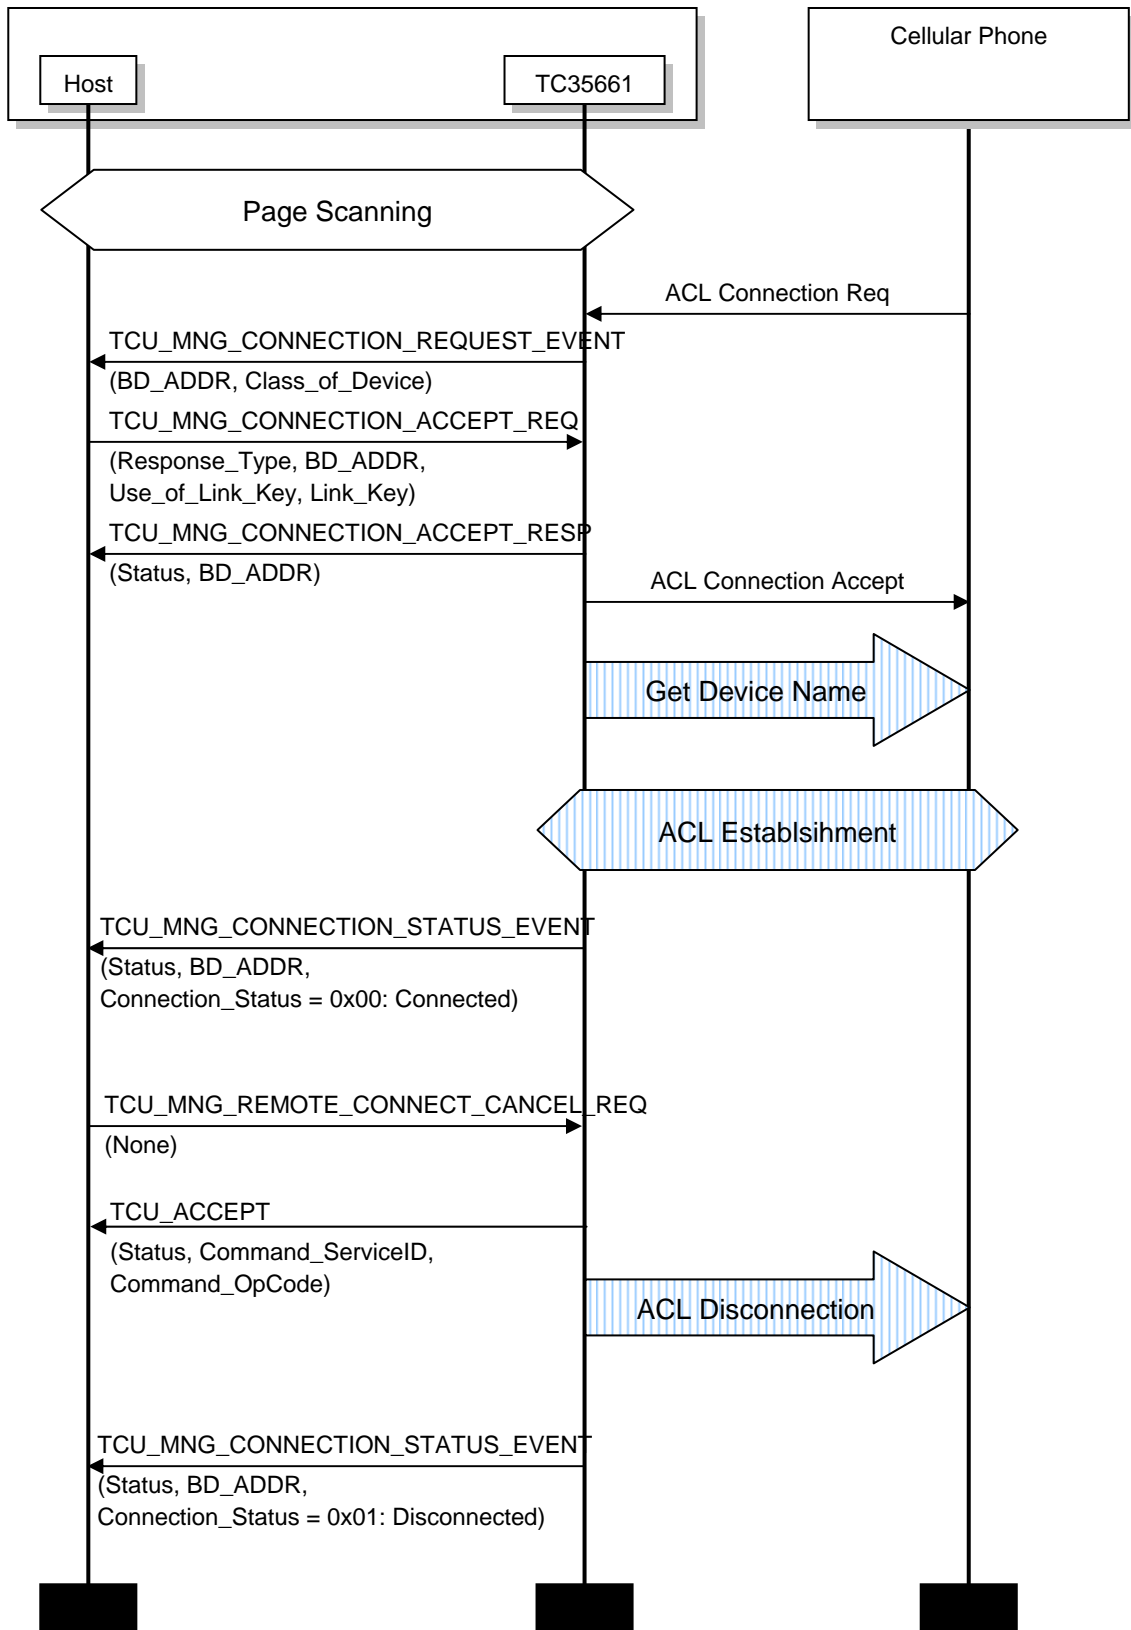 Cellular Phone
Host
TC35661
Page Scanning
ACL Connection Req
TCU_MNG_CONNECTION_REQUEST_EVENT
(BD_ADDR, Class_of_Device)
TCU_MNG_CONNECTION_ACCEPT_REQ
(Response_Type, BD_ADDR,
Use_of_Link_Key, Link_Key)
TCU_MNG_CONNECTION_ACCEPT_RESP
(Status, BD_ADDR)
ACL Connection Accept
Get Device Name
ACL Establsihment
TCU_MNG_CONNECTION_STATUS_EVENT
(Status, BD_ADDR,
Connection_Status = 0x00: Connected)
TCU_MNG_REMOTE_CONNECT_CANCEL_REQ
(None)
TCU_ACCEPT
(Status, Command_ServiceID,
Command_OpCode)
ACL Disconnection
TCU_MNG_CONNECTION_STATUS_EVENT
(Status, BD_ADDR,
Connection_Status = 0x01: Disconnected)